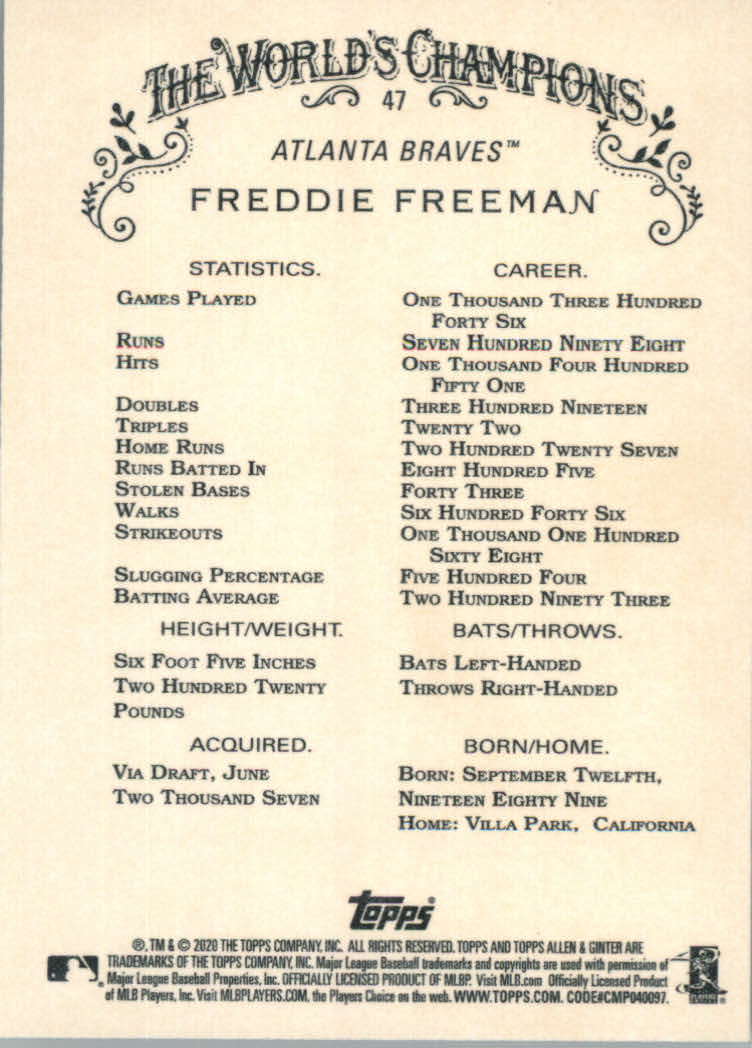 THE WORLD'S CHAMPIONS
47
ATLANTA BRAVES™
FREDDIE FREEMAN
STATISTICS. CAREER.
GAMES PLAYED ONE THOUSAND THREE HUNDRED
FORTY SIX
RUNS SEVEN HUNDRED NINETY EIGHT
HITS ONE THOUSAND FOUR HUNDRED
FIFTY ONE
DOUBLES THREE HUNDRED NINETEEN
TRIPLES TWENTY TWO
HOME RUNS TWO HUNDRED TWENTY SEVEN
RUNS BATTED IN EIGHT HUNDRED FIVE
STOLEN BASES FORTY THREE
WALKS SIX HUNDRED FORTY SIX
STRIKEOUTS ONE THOUSAND ONE HUNDRED
SIXTY EIGHT
SLUGGING PERCENTAGE FIVE HUNDRED FOUR
BATTING AVERAGE TWO HUNDRED NINETY THREE
HEIGHT/WEIGHT. BATS/THROWS.
SIX FOOT FIVE INCHES BATS LEFT-HANDED
TWO HUNDRED TWENTY THROWS RIGHT-HANDED
POUNDS
ACQUIRED. BORN/HOME.
VIA DRAFT, JUNE BORN: SEPTEMBER TWELFTH,
TWO THOUSAND SEVEN NINETEEN EIGHTY NINE
HOME: VILLA PARK, CALIFORNIA
topps®
®, TM & © 2020 THE TOPPS COMPANY, INC. ALL RIGHTS RESERVED. TOPPS AND TOPPS ALLEN & GINTER ARE
TRADEMARKS OF THE TOPPS COMPANY, INC. Major League Baseball trademarks and copyrights are used with permission of
Major League Baseball Properties, Inc. OFFICIALLY LICENSED PRODUCT OF MLBP. Visit MLB.com Officially Licensed Product
of MLB Players, Inc. Visit MLBPLAYERS.COM, the Players Choice on the web. WWW.TOPPS.COM. CODE#CMP040097.